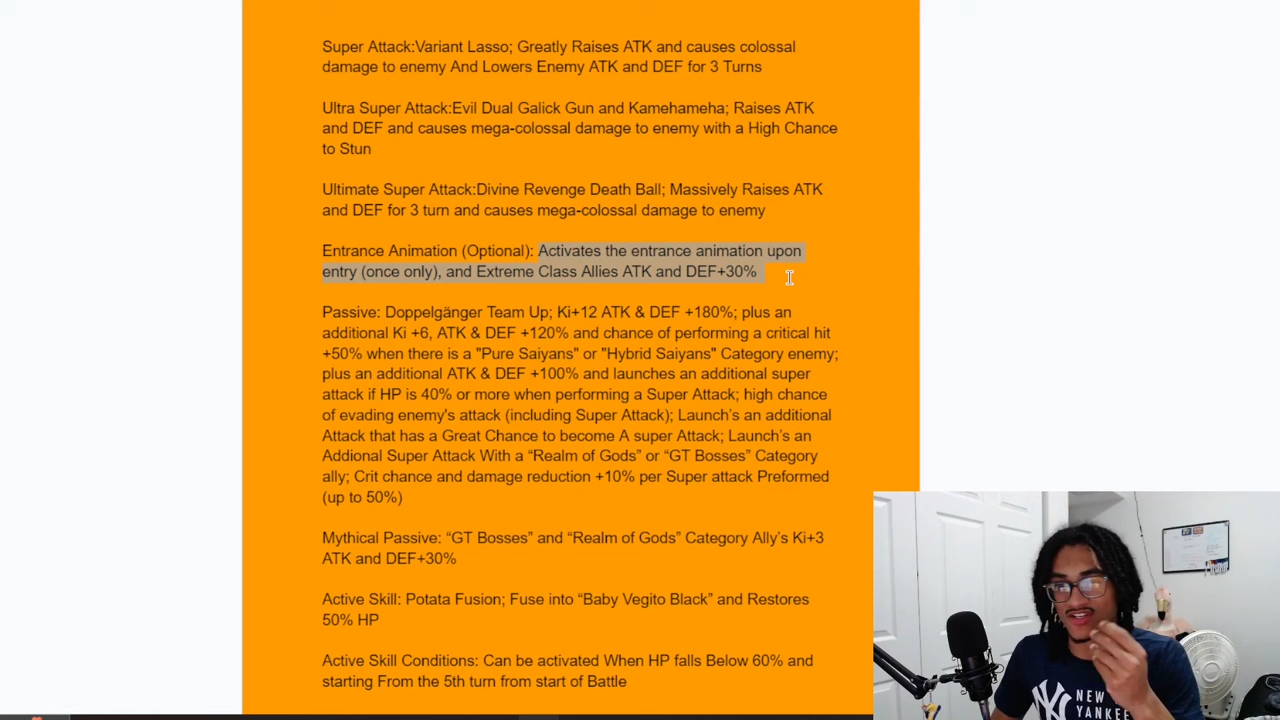 Super Attack:Variant Lasso; Greatly Raises ATK and causes colossal
damage to enemy And Lowers Enemy ATK and DEF for 3 Turns
Ultra Super Attack:Evil Dual Galick Gun and Kamehameha; Raises ATK
and DEF and causes mega-colossal damage to enemy with a High Chance
to Stun
Ultimate Super Attack:Divine Revenge Death Ball; Massively Raises ATK
and DEF for 3 turn and causes mega-colossal damage to enemy
Entrance Animation (Optional): Activates the entrance animation upon
entry (once only), and Extreme Class Allies ATK and DEF+30%
Passive: Doppelgänger Team Up; Ki+12 ATK & DEF +180%; plus an
additional Ki +6, ATK & DEF +120% and chance of performing a critical hit
+50% when there is a "Pure Saiyans" or "Hybrid Saiyans" Category enemy;
plus an additional ATK & DEF +100% and launches an additional super
attack if HP is 40% or more when performing a Super Attack; high chance
of evading enemy's attack (including Super Attack); Launch's an additional
Attack that has a Great Chance to become A super Attack; Launch's an
Addional Super Attack With a “Realm of Gods” or “GT Bosses” Category
ally; Crit chance and damage reduction +10% per Super attack Preformed
(up to 50%)
Mythical Passive: “GT Bosses” and “Realm of Gods” Category Ally’s Ki+3
ATK and DEF+30%
Active Skill: Potata Fusion; Fuse into “Baby Vegito Black” and Restores
50% HP
Active Skill Conditions: Can be activated When HP falls Below 60% and
starting From the 5th turn from start of Battle
NEW
YANKEE